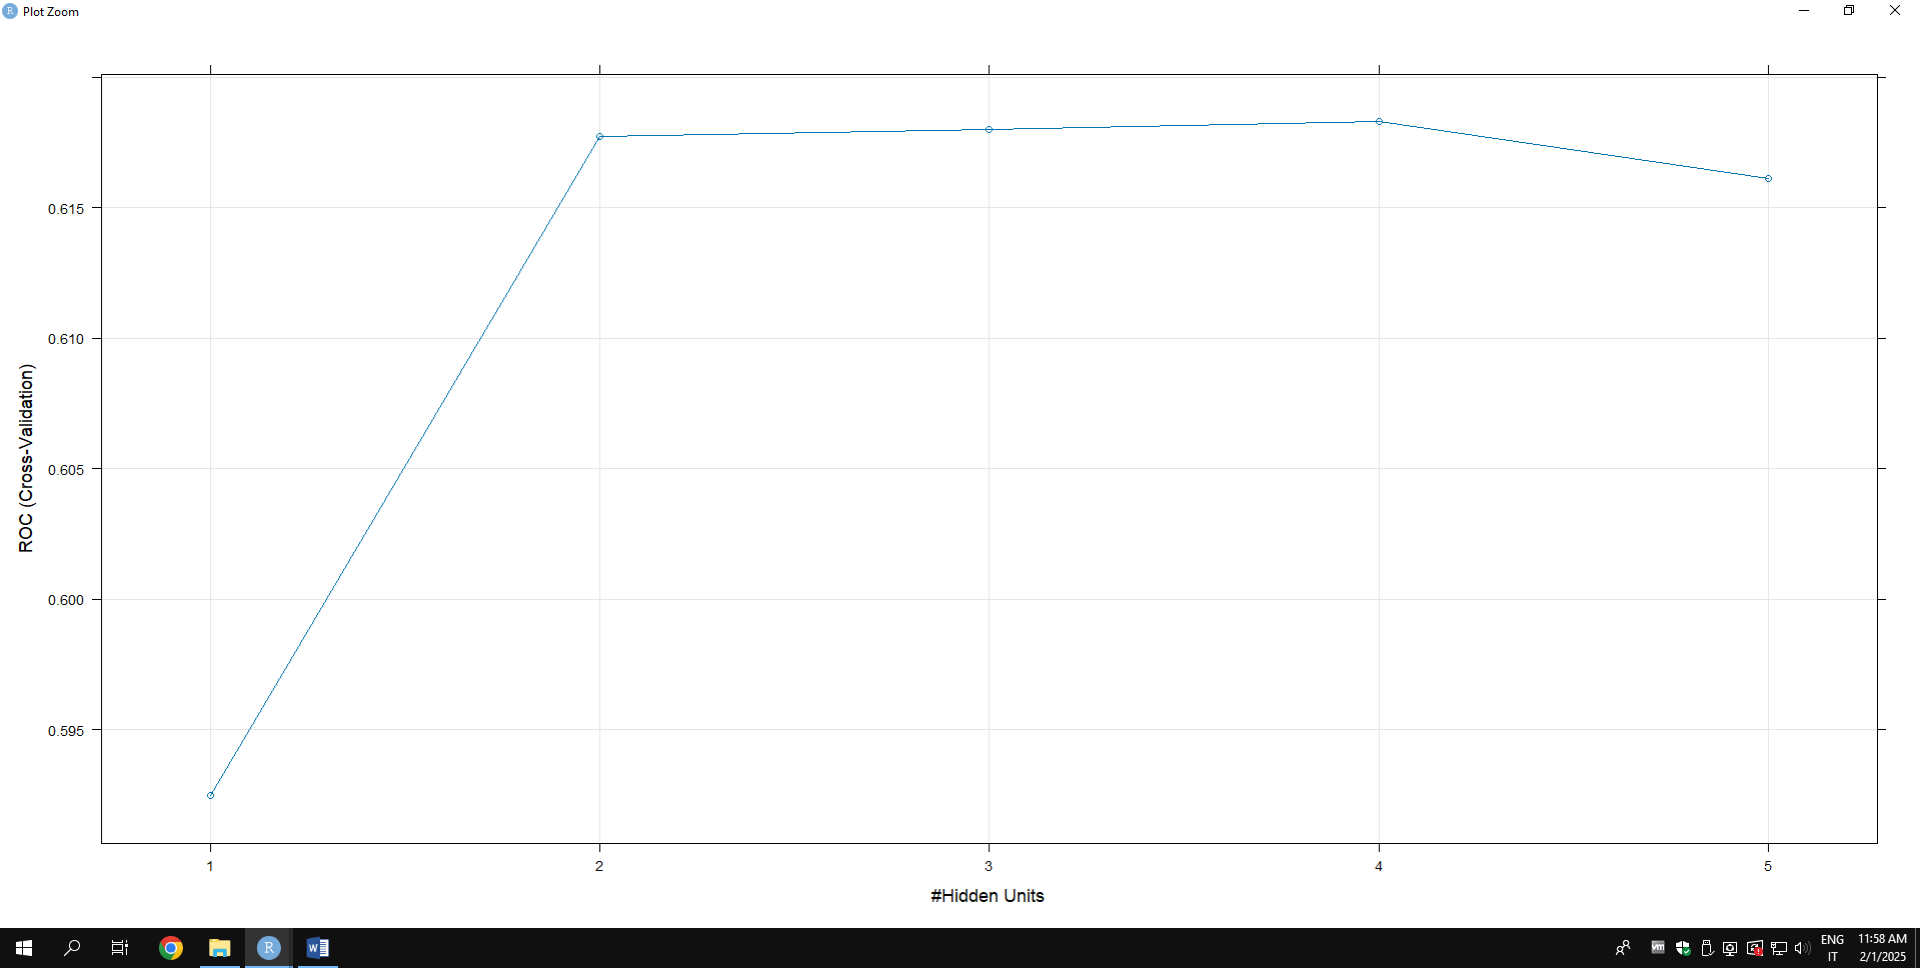 R Plot Zoom
0.615
0.610
0.605
0.600
0.595
ROC (Cross-Validation)
1 2 3 4 5
#Hidden Units
R
W
vm
ENG 11:58 AM
IT 2/1/2025